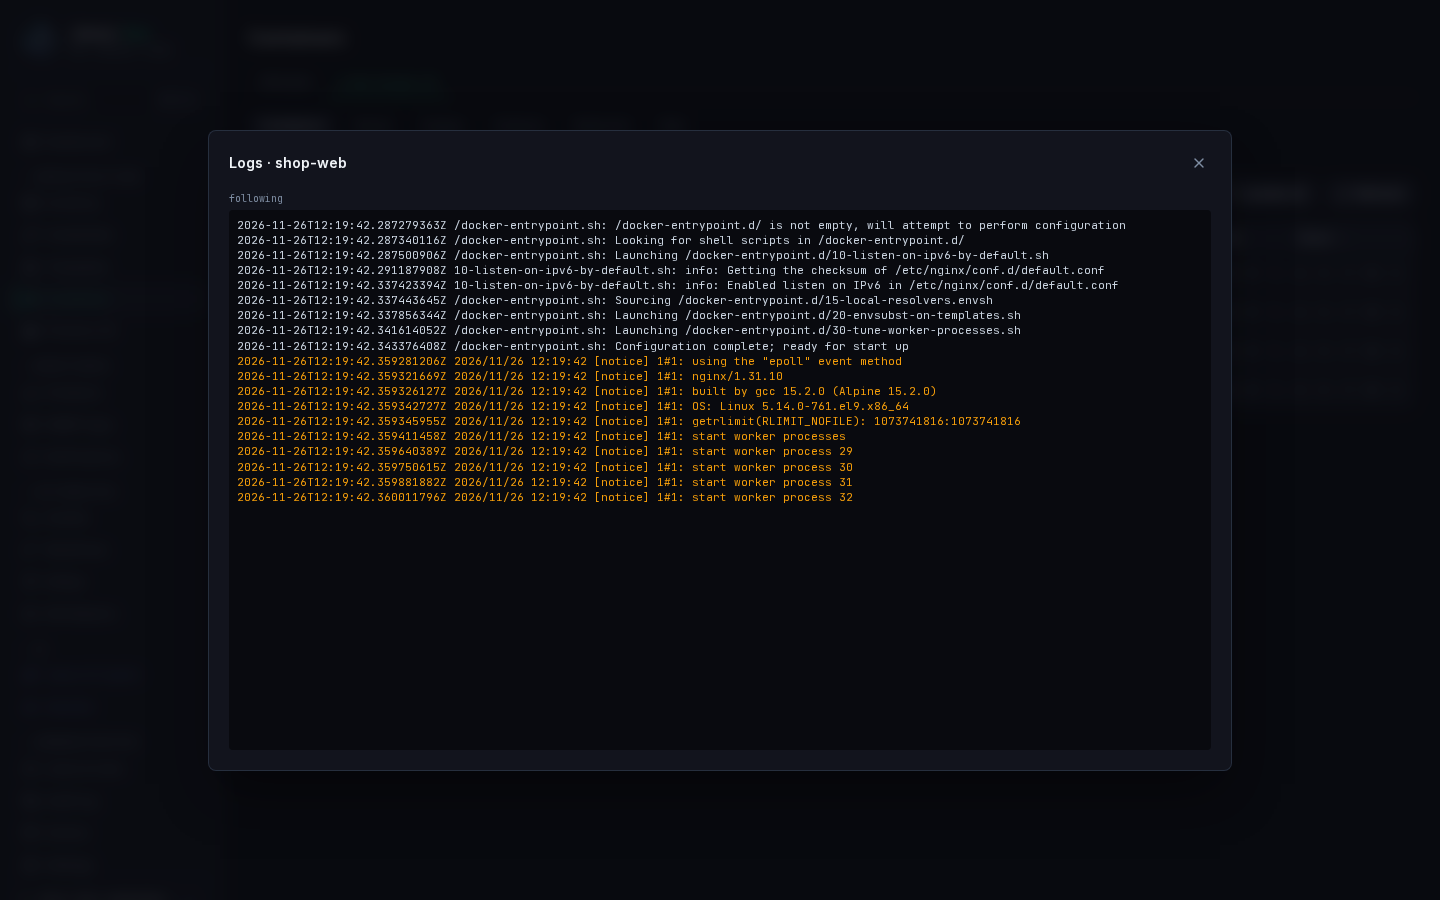 Logs · shop-web
following
2026-11-26T12:19:42.287279363Z /docker-entrypoint.sh: /docker-entrypoint.d/ is not empty, will attempt to perform configuration
2026-11-26T12:19:42.287340116Z /docker-entrypoint.sh: Looking for shell scripts in /docker-entrypoint.d/
2026-11-26T12:19:42.287500906Z /docker-entrypoint.sh: Launching /docker-entrypoint.d/10-listen-on-ipv6-by-default.sh
2026-11-26T12:19:42.291187908Z 10-listen-on-ipv6-by-default.sh: info: Getting the checksum of /etc/nginx/conf.d/default.conf
2026-11-26T12:19:42.337423394Z 10-listen-on-ipv6-by-default.sh: info: Enabled listen on IPv6 in /etc/nginx/conf.d/default.conf
2026-11-26T12:19:42.337443645Z /docker-entrypoint.sh: Sourcing /docker-entrypoint.d/15-local-resolvers.envsh
2026-11-26T12:19:42.337856344Z /docker-entrypoint.sh: Launching /docker-entrypoint.d/20-envsubst-on-templates.sh
2026-11-26T12:19:42.341614052Z /docker-entrypoint.sh: Launching /docker-entrypoint.d/30-tune-worker-processes.sh
2026-11-26T12:19:42.343376408Z /docker-entrypoint.sh: Configuration complete; ready for start up
2026-11-26T12:19:42.359281206Z 2026/11/26 12:19:42 [notice] 1#1: using the "epoll" event method
2026-11-26T12:19:42.359321669Z 2026/11/26 12:19:42 [notice] 1#1: nginx/1.31.10
2026-11-26T12:19:42.359326127Z 2026/11/26 12:19:42 [notice] 1#1: built by gcc 15.2.0 (Alpine 15.2.0)
2026-11-26T12:19:42.359342727Z 2026/11/26 12:19:42 [notice] 1#1: OS: Linux 5.14.0-761.el9.x86_64
2026-11-26T12:19:42.359345955Z 2026/11/26 12:19:42 [notice] 1#1: getrlimit(RLIMIT_NOFILE): 1073741816:1073741816
2026-11-26T12:19:42.359411458Z 2026/11/26 12:19:42 [notice] 1#1: start worker processes
2026-11-26T12:19:42.359640389Z 2026/11/26 12:19:42 [notice] 1#1: start worker process 29
2026-11-26T12:19:42.359750615Z 2026/11/26 12:19:42 [notice] 1#1: start worker process 30
2026-11-26T12:19:42.359881882Z 2026/11/26 12:19:42 [notice] 1#1: start worker process 31
2026-11-26T12:19:42.360011796Z 2026/11/26 12:19:42 [notice] 1#1: start worker process 32